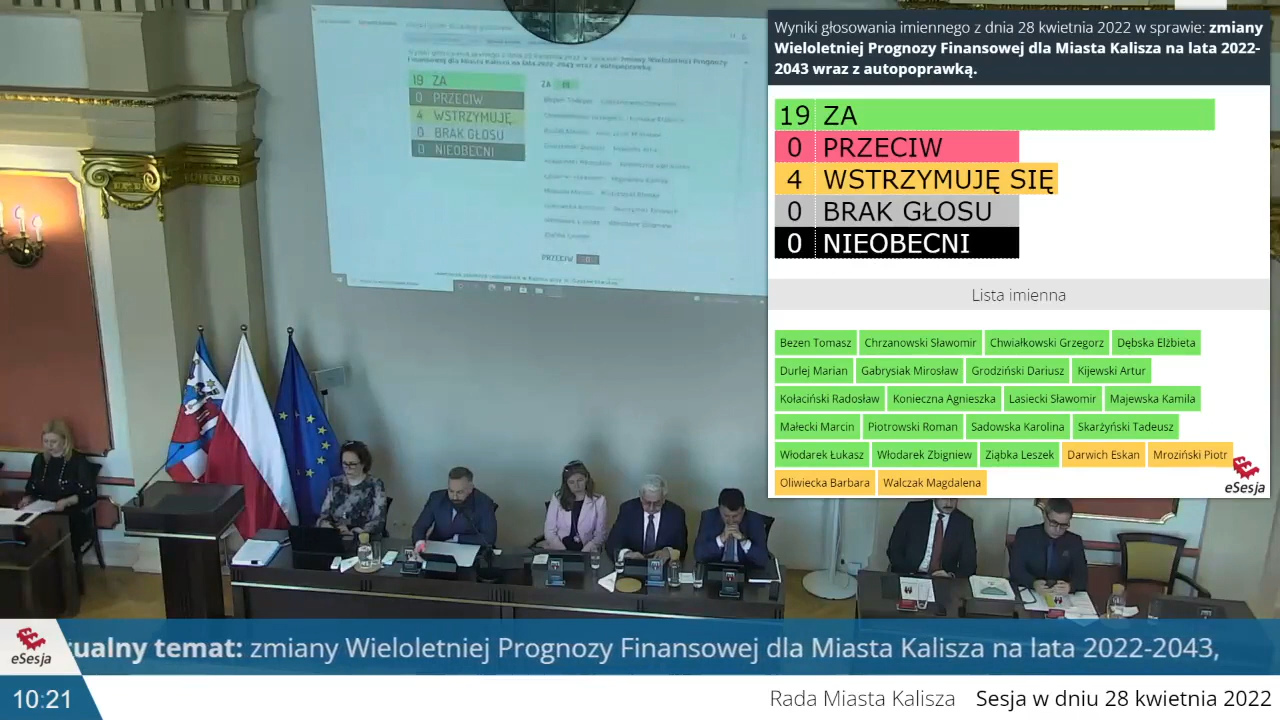 Wyniki głosowania imiennego z dnia 28 kwietnia 2022 w sprawie: zmiany
Wieloletniej Prognozy Finansowej dla Miasta Kalisza na lata 2022-
2043 wraz z autopoprawką.
19 ZA
0 PRZECIW
4 WSTRZYMUJĘ SIĘ
0 BRAK GŁOSU
0 NIEOBECNI
Lista imienna
Bezen Tomasz Chrzanowski Sławomir Chwiałkowski Grzegorz Dębska Elżbieta
Durlej Marian Gabrysiak Mirosław Grodziński Dariusz Kijewski Artur
Kołaciński Radosław Konieczna Agnieszka Lasiecki Sławomir Majewska Kamila
Małecki Marcin Piotrowski Roman Sadowska Karolina Skarżyński Tadeusz
Włodarek Łukasz Włodarek Zbigniew Ziąbka Leszek Darwich Eskan Mroziński Piotr
Oliwiecka Barbara Walczak Magdalena
eSesja
19 ZA
0 PRZECIW
4 WSTRZYMUJĘ
0 BRAK GŁOSU
0 NIEOBECNI
ZA 19
PRZECIW 0
eSesja
ualny temat: zmiany Wieloletniej Prognozy Finansowej dla Miasta Kalisza na lata 2022-2043,
10:21
Rada Miasta Kalisza Sesja w dniu 28 kwietnia 2022